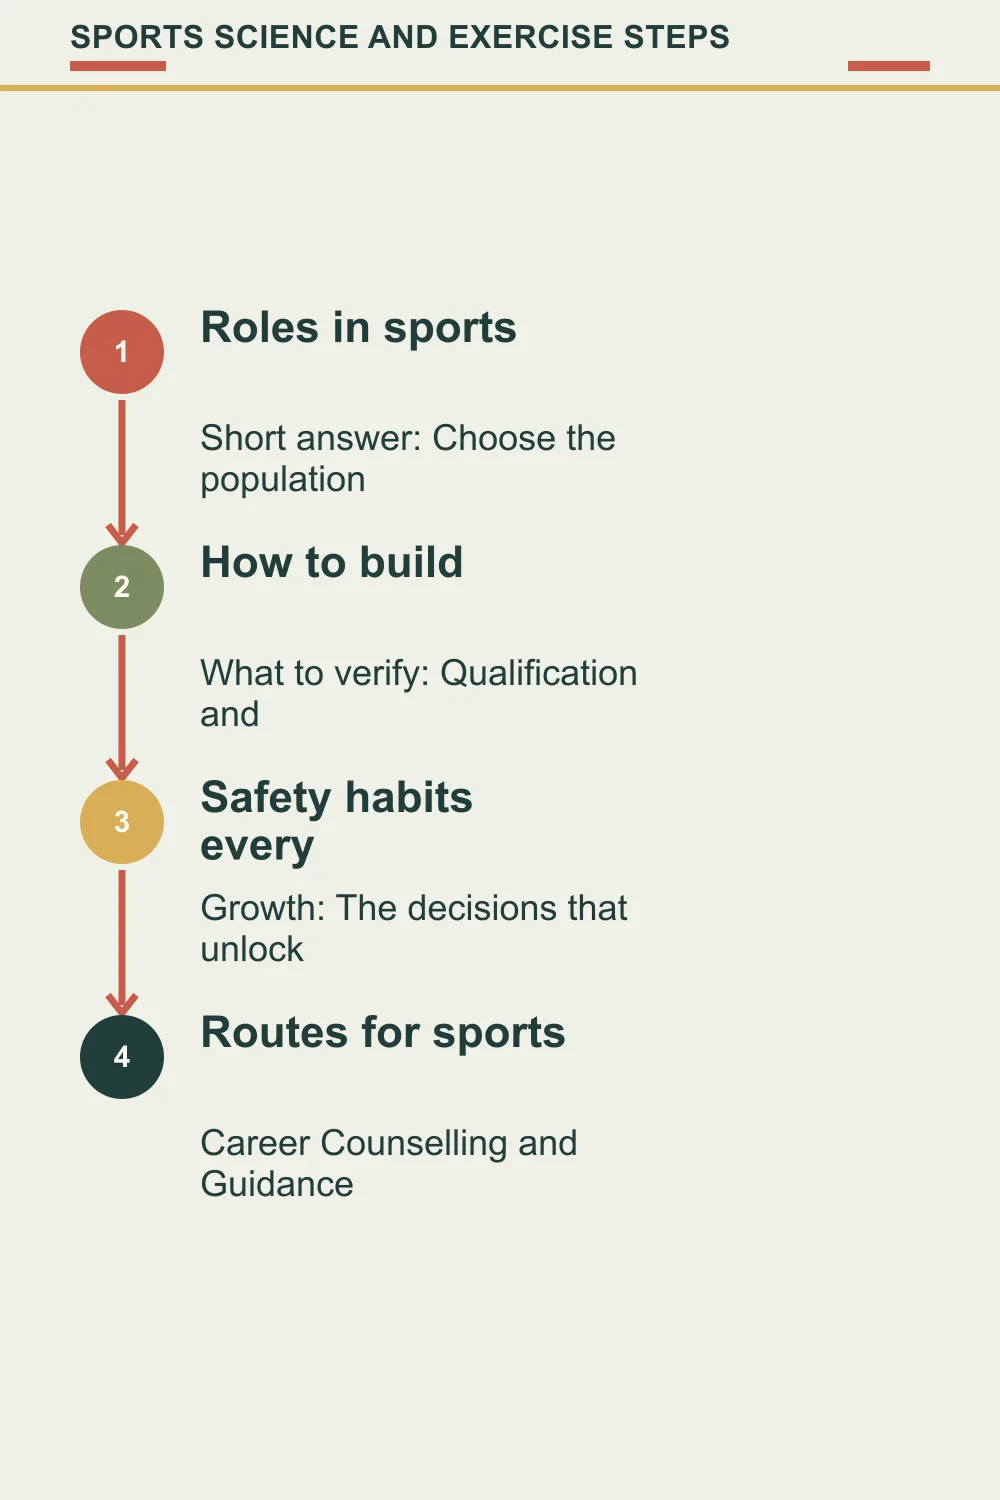 SPORTS SCIENCE AND EXERCISE STEPS
1
Roles in sports
Short answer: Choose the
population
2
How to build
What to verify: Qualification
and
3
Safety habits
every
Growth: The decisions that
unlock
4
Routes for sports
Career Counselling and
Guidance